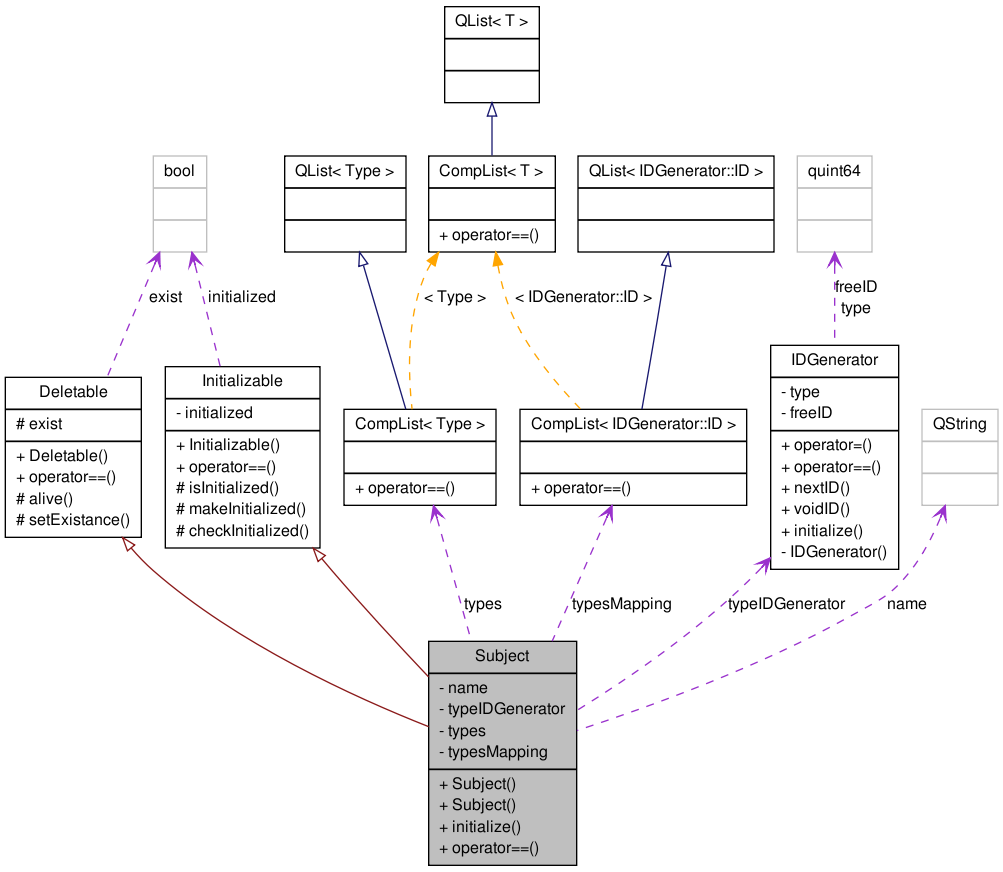 QList< T >
bool
QList< Type >
CompList< T >
+ operator==()
QList< IDGenerator::ID >
quint64
exist
initialized
< Type >
< IDGenerator::ID >
freeID
type
Deletable
# exist
+ Deletable()
+ operator==()
# alive()
# setExistance()
Initializable
- initialized
+ Initializable()
+ operator==()
# isInitialized()
# makeInitialized()
# checkInitialized()
CompList< Type >
+ operator==()
CompList< IDGenerator::ID >
+ operator==()
IDGenerator
- type
- freeID
+ operator=()
+ operator==()
+ nextID()
+ voidID()
+ initialize()
- IDGenerator()
QString
types
typesMapping
typeIDGenerator
name
Subject
- name
- typeIDGenerator
- types
- typesMapping
+ Subject()
+ Subject()
+ initialize()
+ operator==()